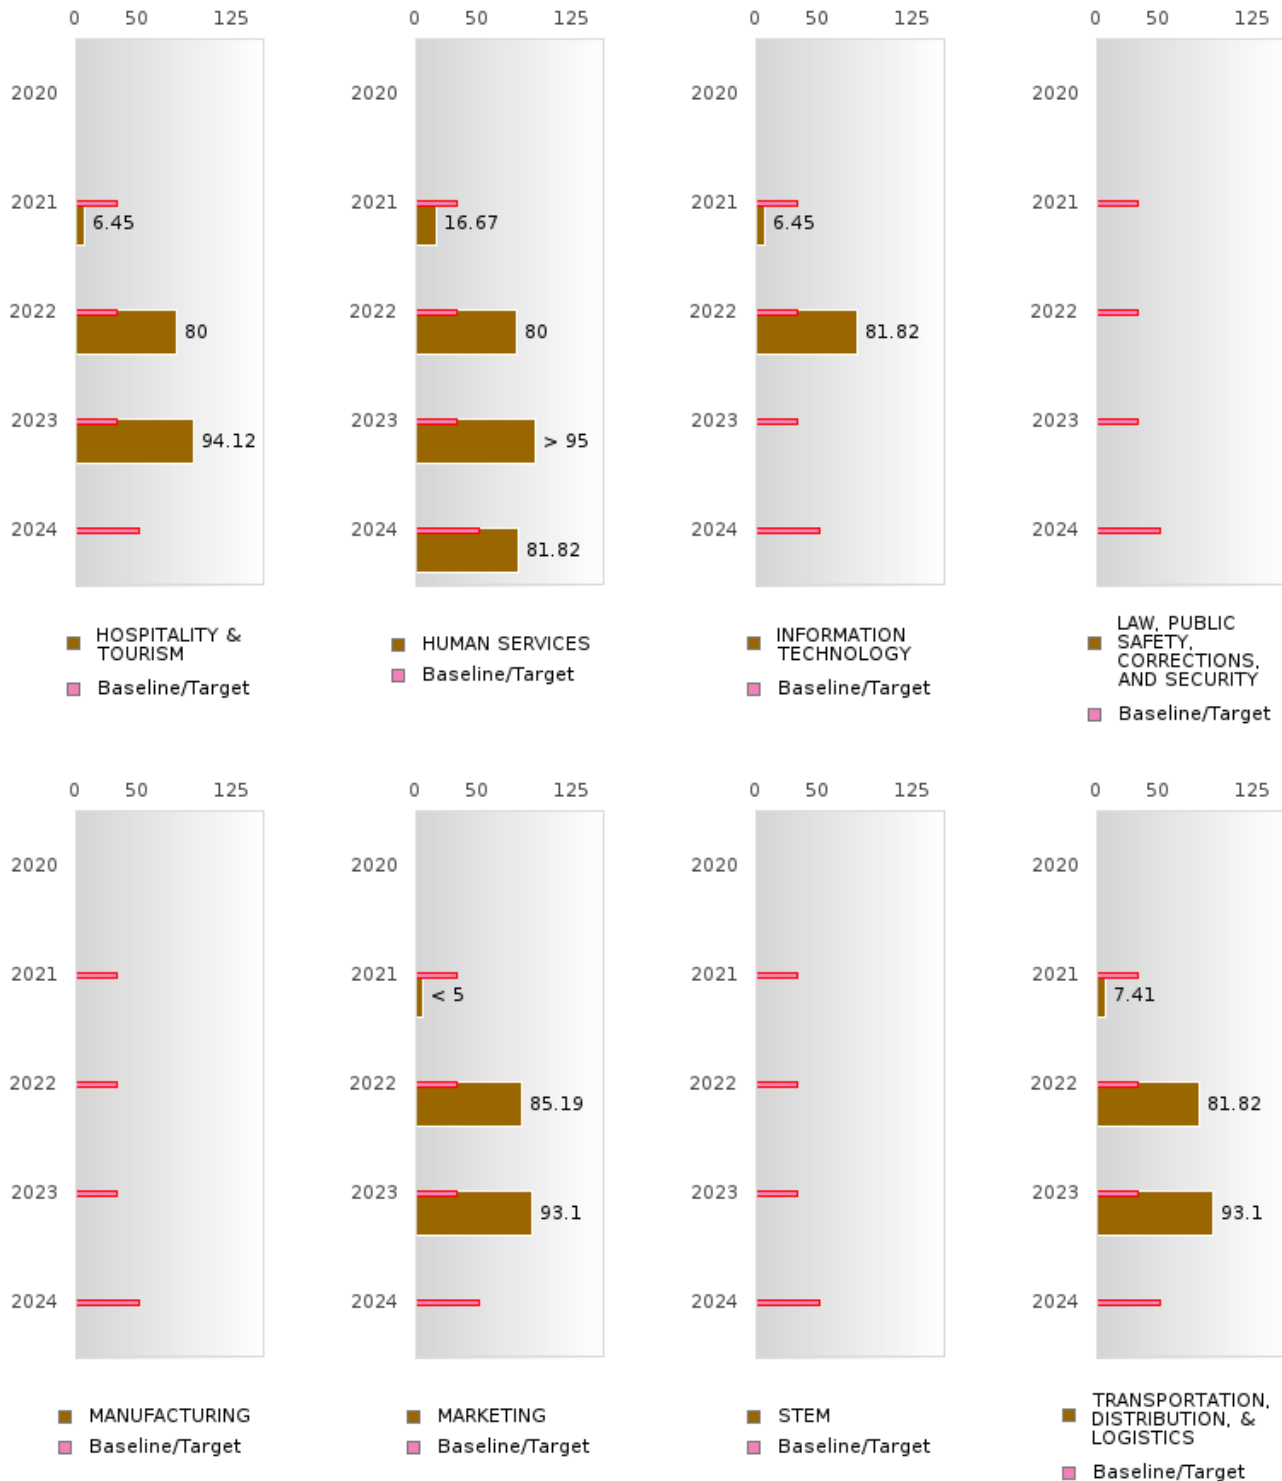 0 50 125 0 50 125 0 50 125 0 50 125
2020 2020 2020 2020
2021 2021 2021 2021
6.45 16.67 6.45
2022 2022 2022 2022
80 80 81.82
2023 2023 2023 2023
94.12 > 95
2024 2024 2024 2024
81.82
HOSPITALITY &
TOURISM
Baseline/Target
HUMAN SERVICES
Baseline/Target
INFORMATION
TECHNOLOGY
Baseline/Target
LAW, PUBLIC
SAFETY,
CORRECTIONS,
AND SECURITY
Baseline/Target
0 50 125 0 50 125 0 50 125 0 50 125
2020 2020 2020 2020
2021 2021 2021 2021
< 5 7.41
2022 2022 2022 2022
85.19 81.82
2023 2023 2023 2023
93.1 93.1
2024 2024 2024 2024
MANUFACTURING
Baseline/Target
MARKETING
Baseline/Target
STEM
Baseline/Target
TRANSPORTATION,
DISTRIBUTION, &
LOGISTICS
Baseline/Target